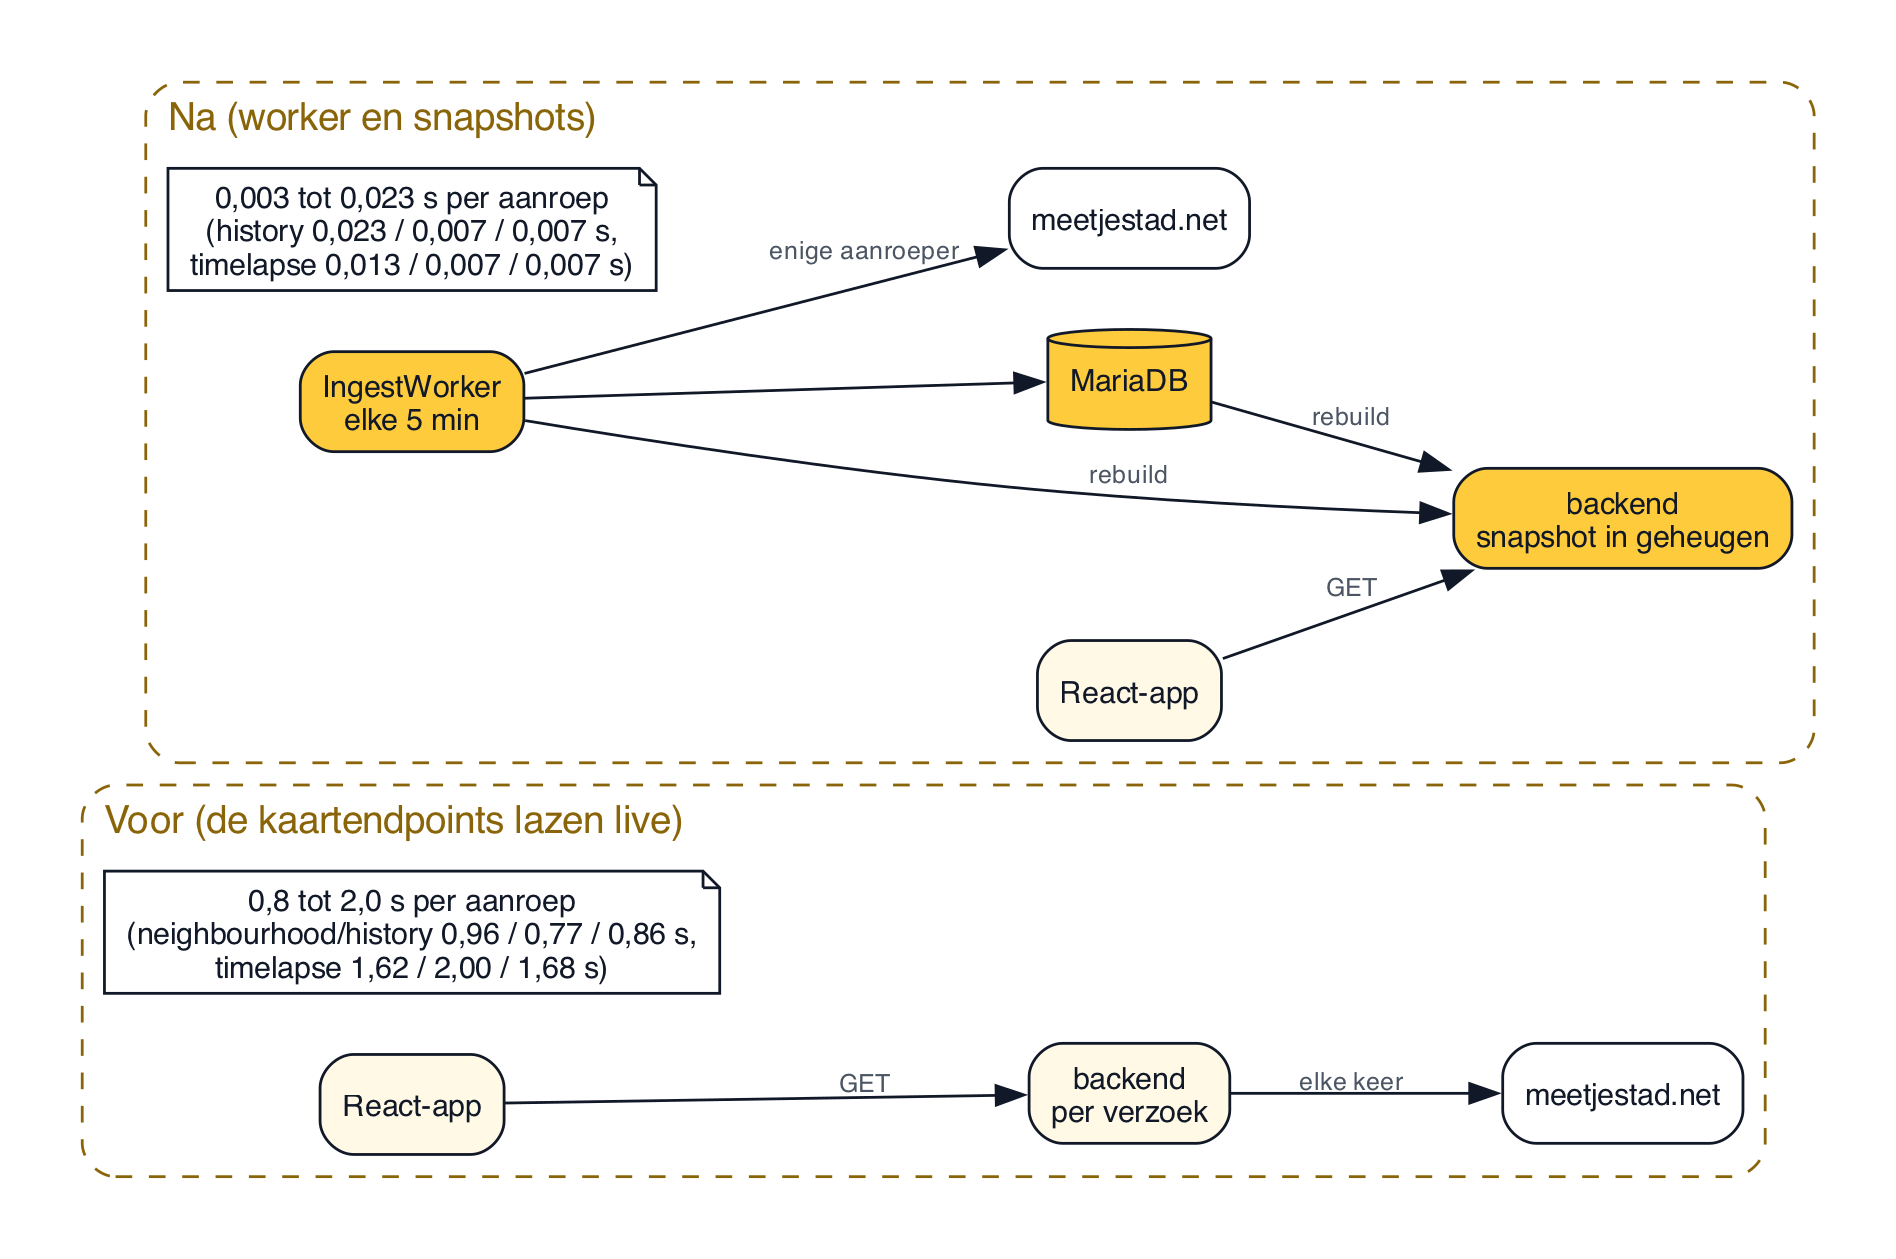 Na (worker en snapshots)
0,003 tot 0,023 s per aanroep
(history 0,023 / 0,007 / 0,007 s,
timelapse 0,013 / 0,007 / 0,007 s)
meetjestad.net
enige aanroeper
IngestWorker
elke 5 min
MariaDB
rebuild
rebuild
backend
snapshot in geheugen
GET
React-app
Voor (de kaartendpoints lazen live)
0,8 tot 2,0 s per aanroep
(neighbourhood/history 0,96 / 0,77 / 0,86 s,
timelapse 1,62 / 2,00 / 1,68 s)
React-app
GET
backend
per verzoek
elke keer
meetjestad.net